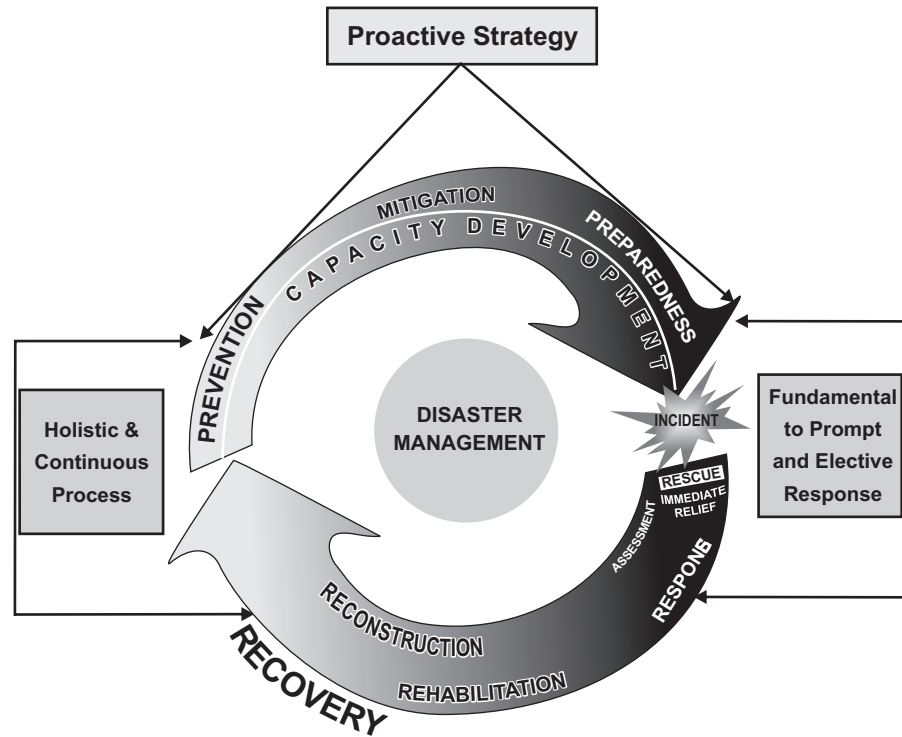 Proactive Strategy
MITIGATION
CAPACITY DEVELOPMENT
PREPAREDNESS
PREVENTION
Holistic &
Continuous
Process
DISASTER
MANAGEMENT
INCIDENT
Fundamental
to Prompt
and Elective
Response
RESCUE
IMMEDIATE
RELIEF
ASSESSMENT
RESPONE
RECONSTRUCTION
REHABILITATION
RECOVERY